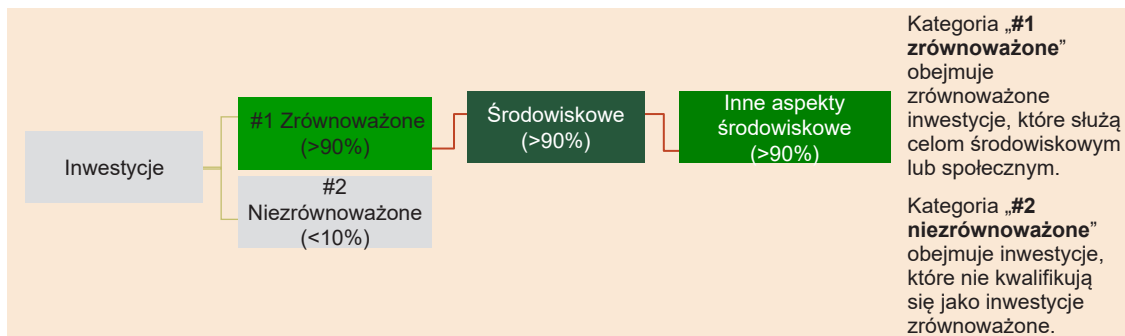 Inwestycje
#1 Zrównoważone
(>90%)
#2
Niezrównoważone
(<10%)
Środowiskowe
(>90%)
Inne aspekty
środowiskowe
(>90%)
Kategoria „#1
zrównoważone”
obejmuje
zrównoważone
inwestycje, które służą
celom środowiskowym
lub społecznym.
Kategoria „#2
niezrównoważone”
obejmuje inwestycje,
które nie kwalifikują
się jako inwestycje
zrównoważone.